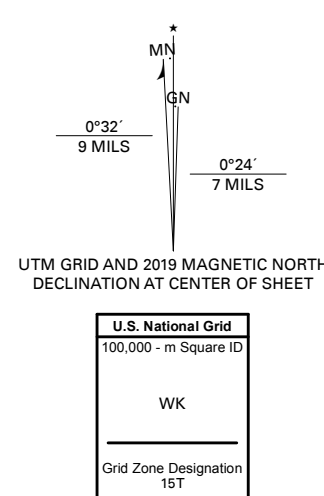 MN
GN
0°32´
9 MILS
0°24´
7 MILS
UTM GRID AND 2019 MAGNETIC NORTH
DECLINATION AT CENTER OF SHEET
U.S. National Grid
100,000 - m Square ID
WK
Grid Zone Designation
15T